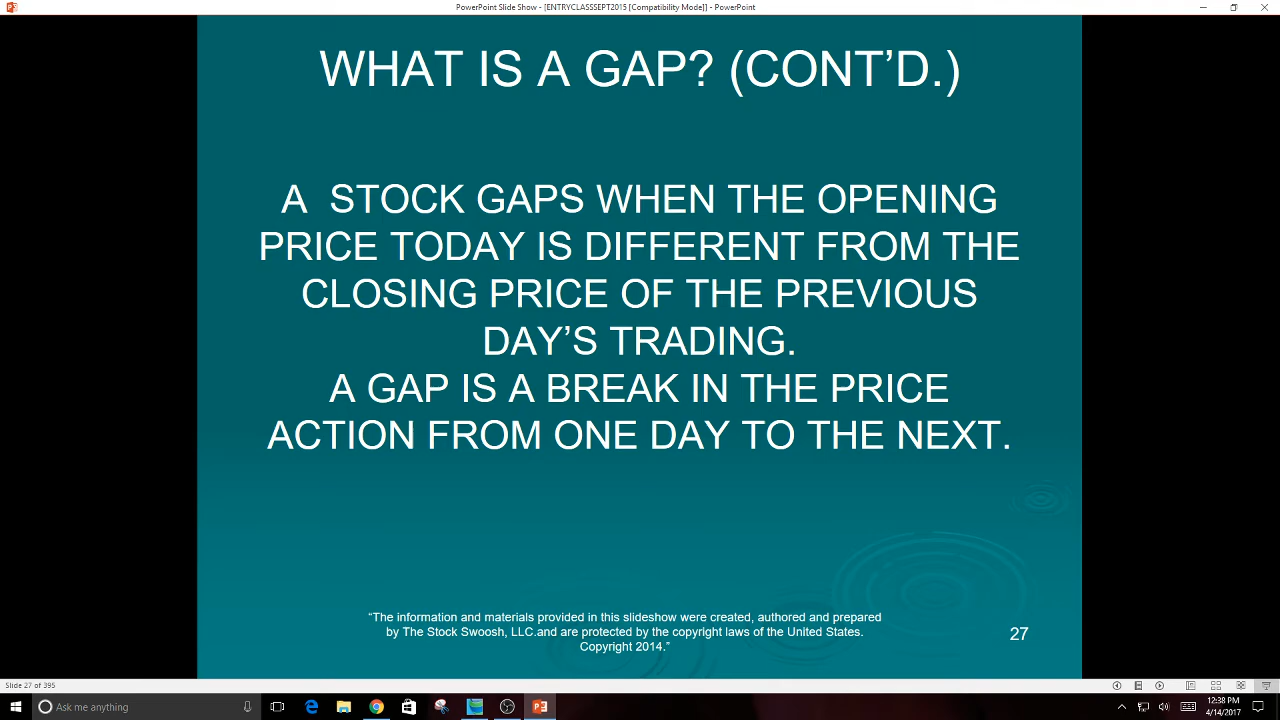 PowerPoint Slide Show - [ENTRYCLASSSEPT2015 [Compatibility Mode]] - PowerPoint
WHAT IS A GAP? (CONT’D.)
A STOCK GAPS WHEN THE OPENING
PRICE TODAY IS DIFFERENT FROM THE
CLOSING PRICE OF THE PREVIOUS
DAY’S TRADING.
A GAP IS A BREAK IN THE PRICE
ACTION FROM ONE DAY TO THE NEXT.
“The information and materials provided in this slideshow were created, authored and prepared
by The Stock Swoosh, LLC.and are protected by the copyright laws of the United States.
Copyright 2014.”
27
Slide 27 of 395
Ask me anything
12:38 PM
4/14/2017